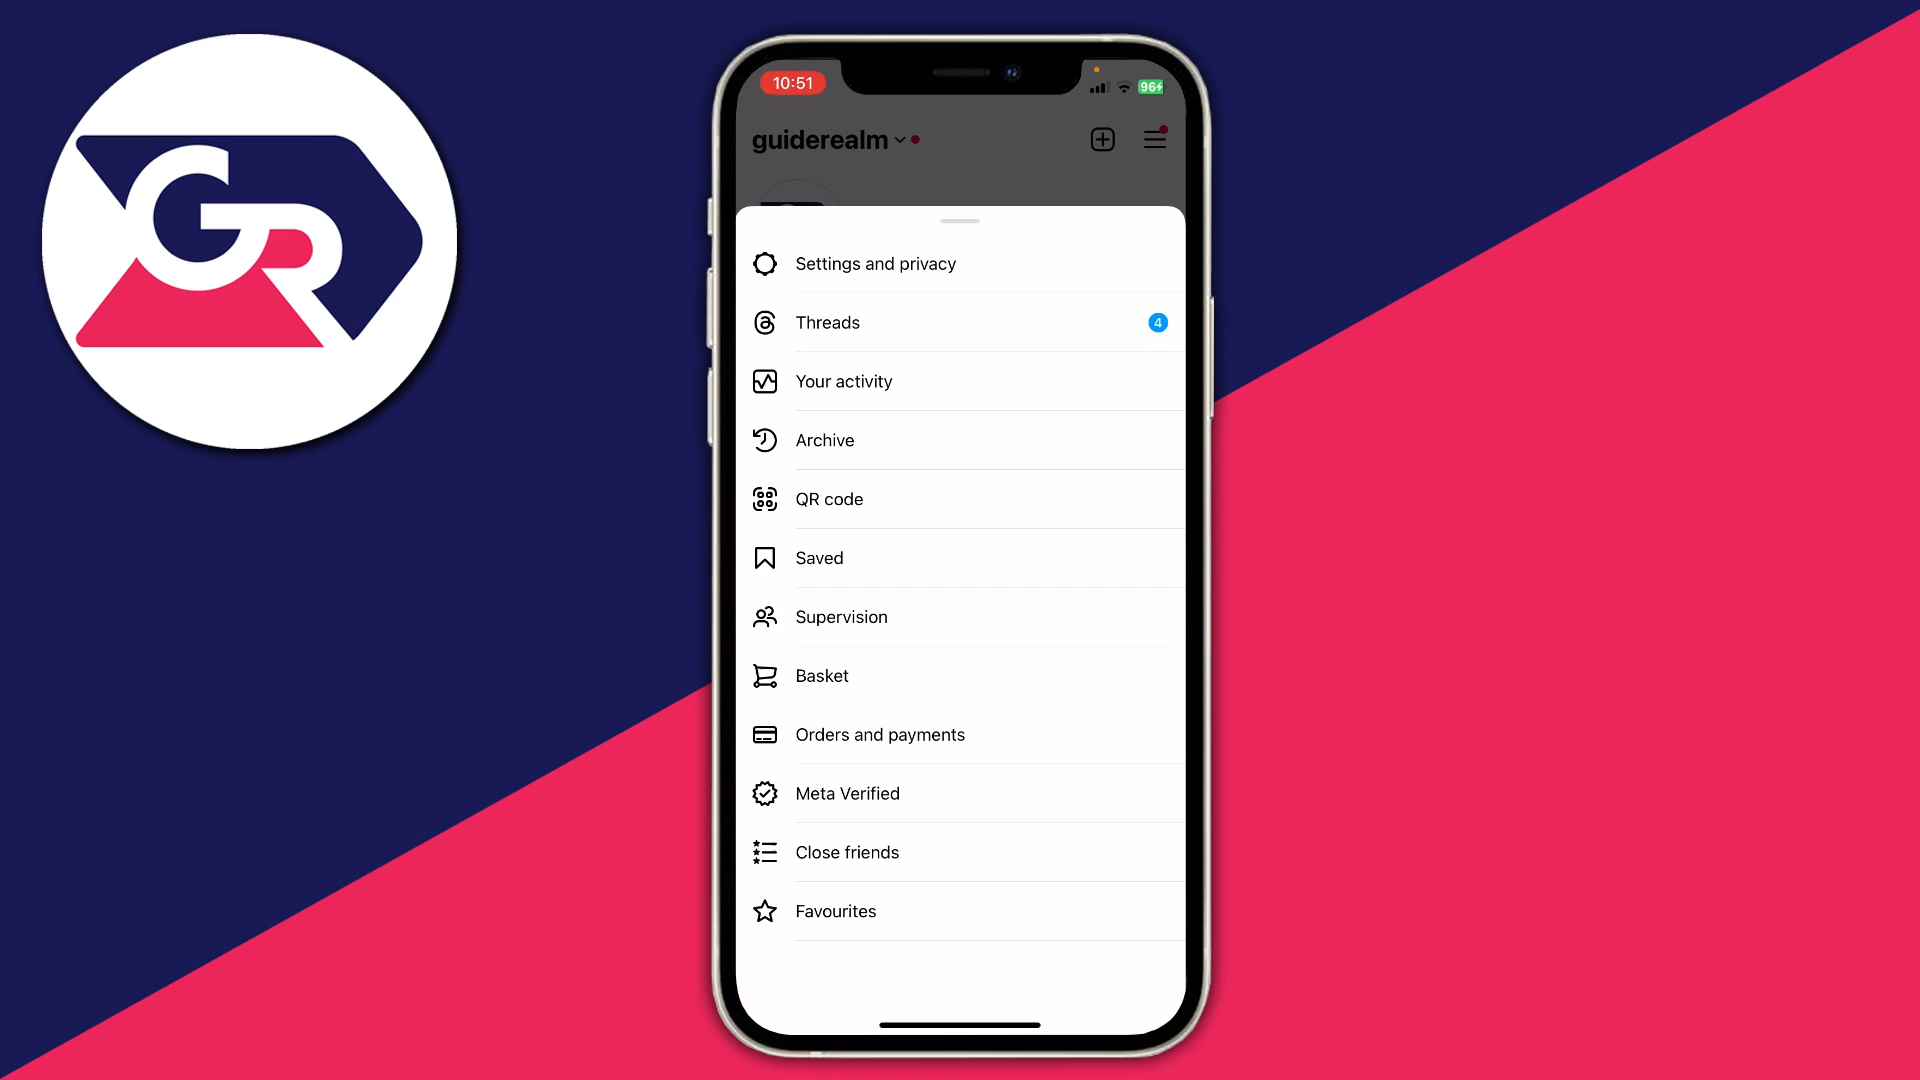 GR
10:51
96
guiderealm
Settings and privacy
Threads
4
Your activity
Archive
QR code
Saved
Supervision
Basket
Orders and payments
Meta Verified
Close friends
Favourites